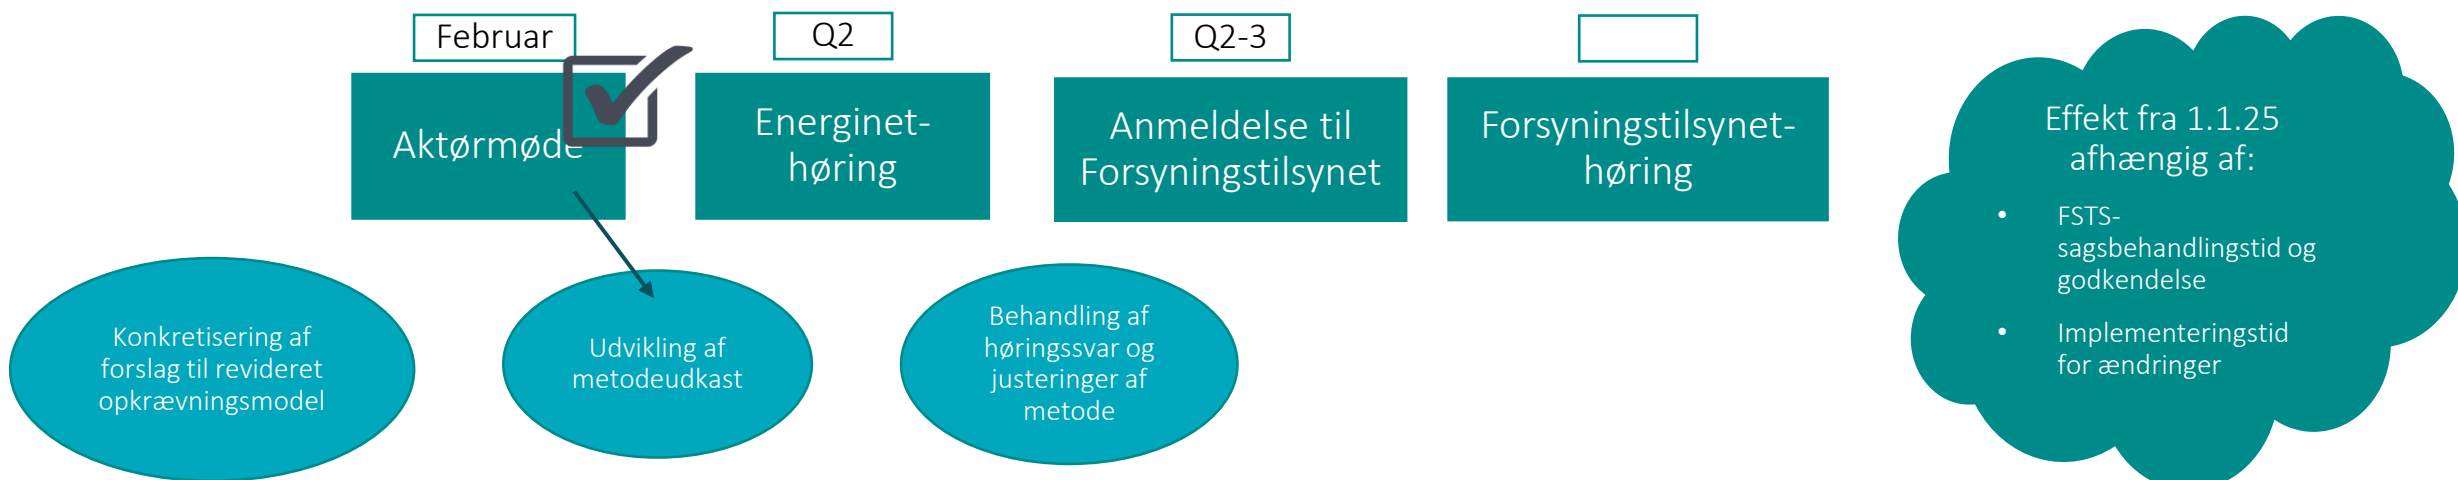 Februar
Q2
Q2-3
Aktørmøde
Energinet-
høring
Anmeldelse til
Forsyningstilsynet
Forsyningstilsynet-
høring
Effekt fra 1.1.25
afhængig af:
• FSTS-
sagsbehandlingstid og
godkendelse
• Implementeringstid
for ændringer
Konkretisering af
forslag til revideret
opkrævningsmodel
Udvikling af
metodeudkast
Behandling af
høringssvar og
justeringer af
metode